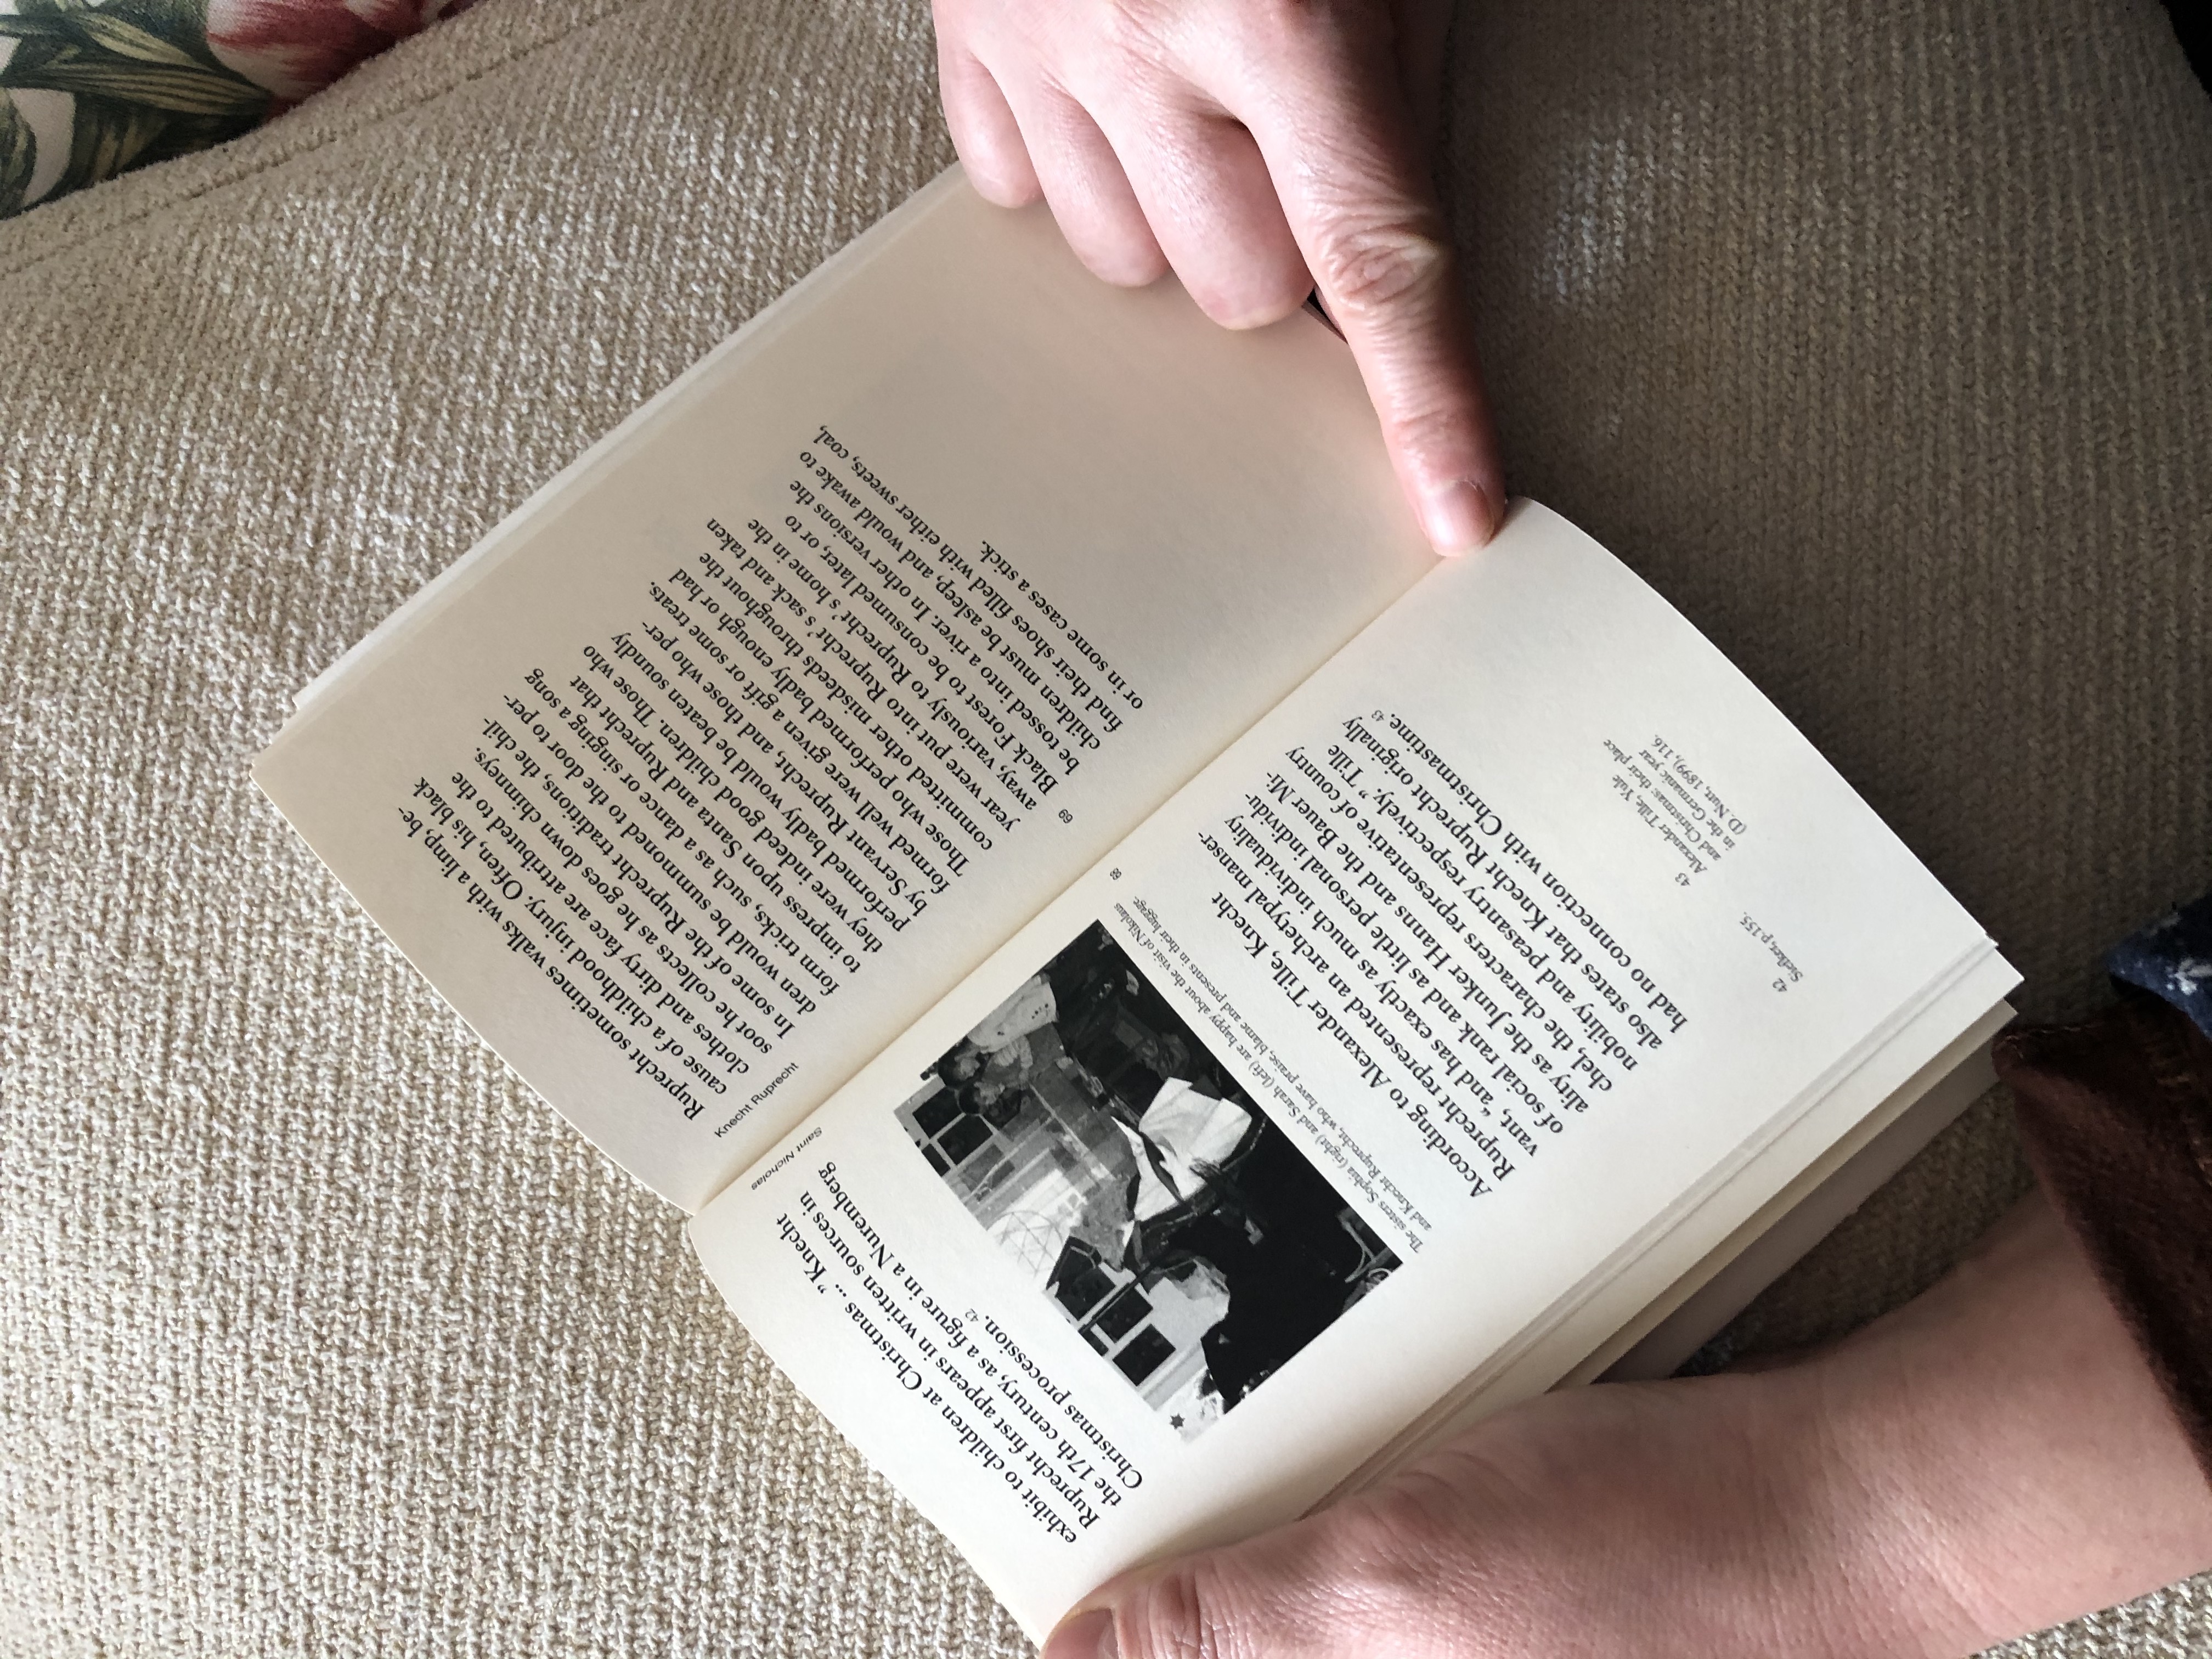 Saint Nicholas
exhibit to children at Christmas ...” Knecht
Ruprecht first appears in written sources in
the 17th century, as a figure in a Nuremberg
Christmas procession.42
The sisters Sophia (right) and Sarah (left) are happy about the visit of Nikolaus
and Knecht Ruprecht, who have praise, blame and presents in their luggage.
68
According to Alexander Tille, Knecht
Ruprecht represented an archetypal manser-
vant, “and has exactly as much individuality
of social rank and as little personal individu-
ality as the Junker Hanns and the Bauer Mi-
chel, the characters representative of country
nobility and peasantry respectively.” Tille
also states that Knecht Ruprecht originally
had no connection with Christmastime.43
42
Siefker, p.155.
43
Alexander Tille, Yule
and Christmas: their place
in the Germanic year
(D. Nutt, 1899), 116.
Knecht Ruprecht
Ruprecht sometimes walks with a limp, be-
cause of a childhood injury. Often, his black
clothes and dirty face are attributed to the
soot he collects as he goes down chimneys.
In some of the Ruprecht traditions, the chil-
dren would be summoned to the door to per-
form tricks, such as a dance or singing a song
to impress upon Santa and Ruprecht that
they were indeed good children. Those who
performed badly would be beaten soundly
by Servant Ruprecht, and those who per-
formed well were given a gift or some treats.
Those who performed badly enough or had
committed other misdeeds throughout the
year were put into Ruprecht’s sack and taken
away, variously to Ruprecht’s home in the
Black Forest to be consumed later, or to
be tossed into a river. In other versions the
children must be asleep, and would awake to
find their shoes filled with either sweets, coal,
or in some cases a stick.
69